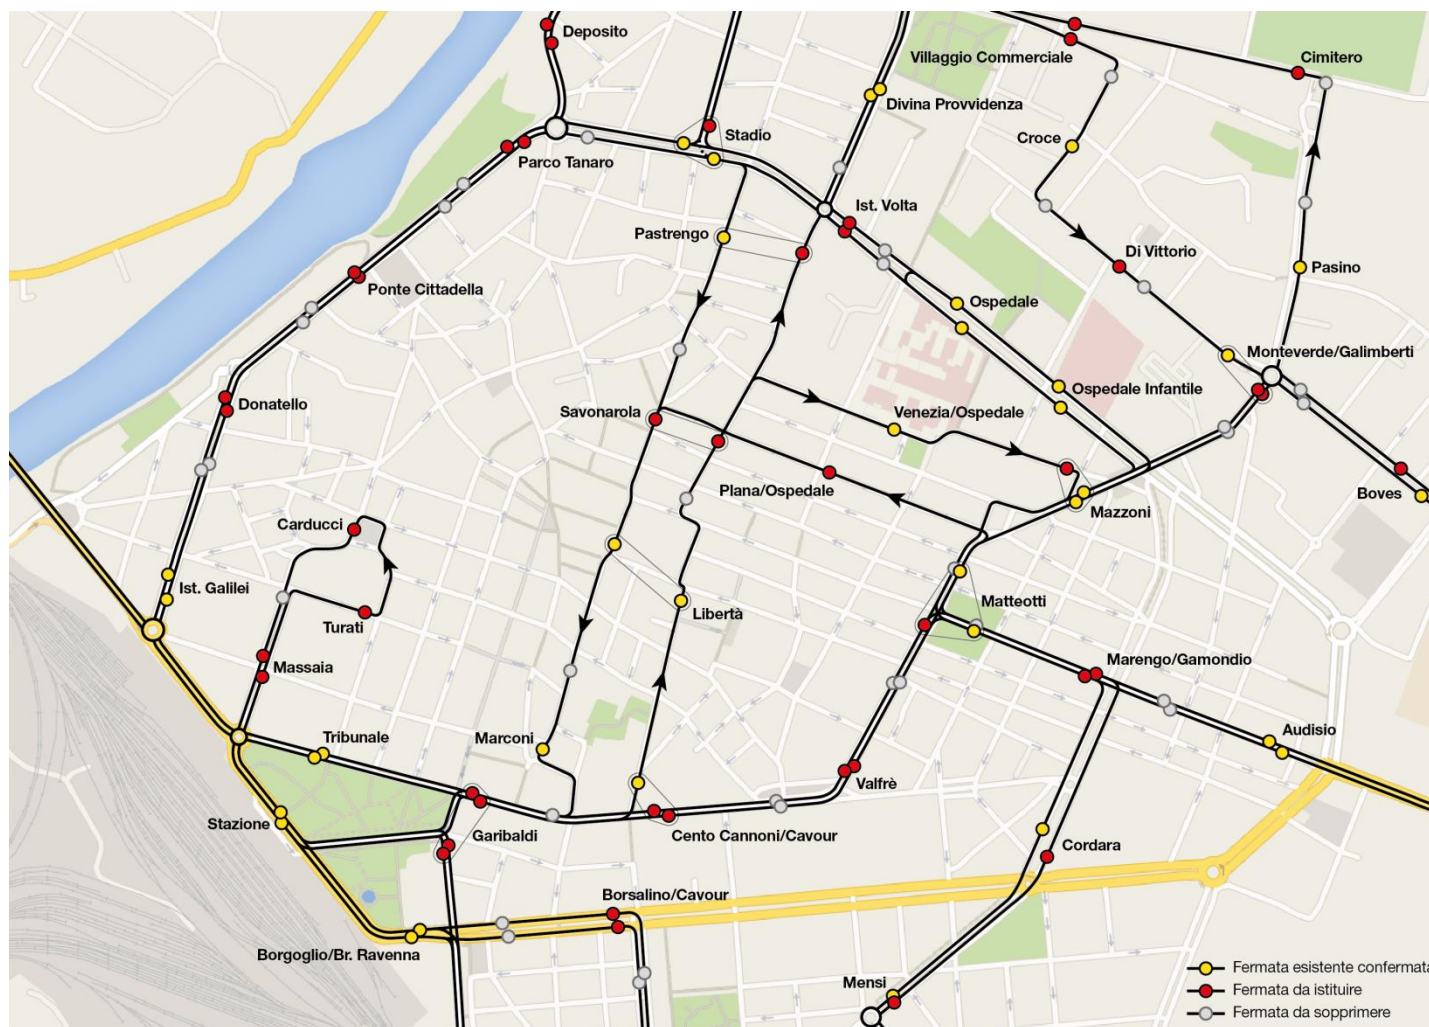 Deposito
Villaggio Commerciale
Cimitero
Divina Provvidenza
Stadio
Croce
Parco Tanaro
Ist. Volta
Pastrengo
Di Vittorio
Pasino
Ponte Cittadella
Ospedale
Monteverde/Galimberti
Ospedale Infantile
Donatello
Savonarola
Venezia/Ospedale
Plana/Ospedale
Boves
Mazzoni
Carducci
Ist. Galilei
Turati
Libertà
Matteotti
Massaia
Marengo/Gamondio
Tribunale
Marconi
Audisio
Valfrè
Stazione
Garibaldi
Cento Cannoni/Cavour
Cordara
Borsalino/Cavour
Borgoglio/Br. Ravenna
Mensi
Fermata esistente confermata
Fermata da istituire
Fermata da sopprimere